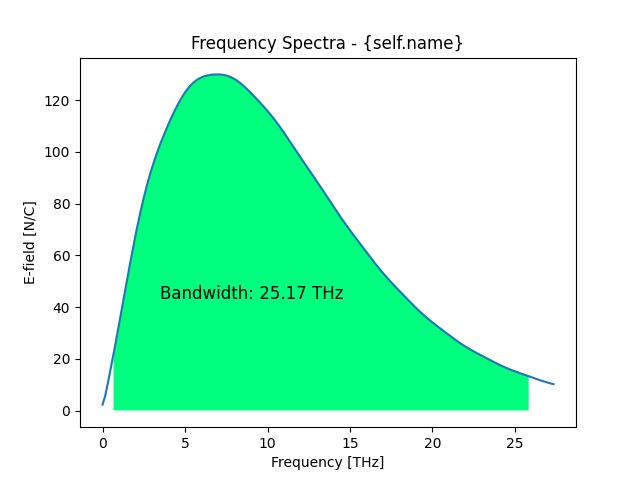 Frequency Spectra - {self.name}
E-field [N/C]
120
100
80
60
40
20
0
Bandwidth: 25.17 THz
0 5 10 15 20 25
Frequency [THz]